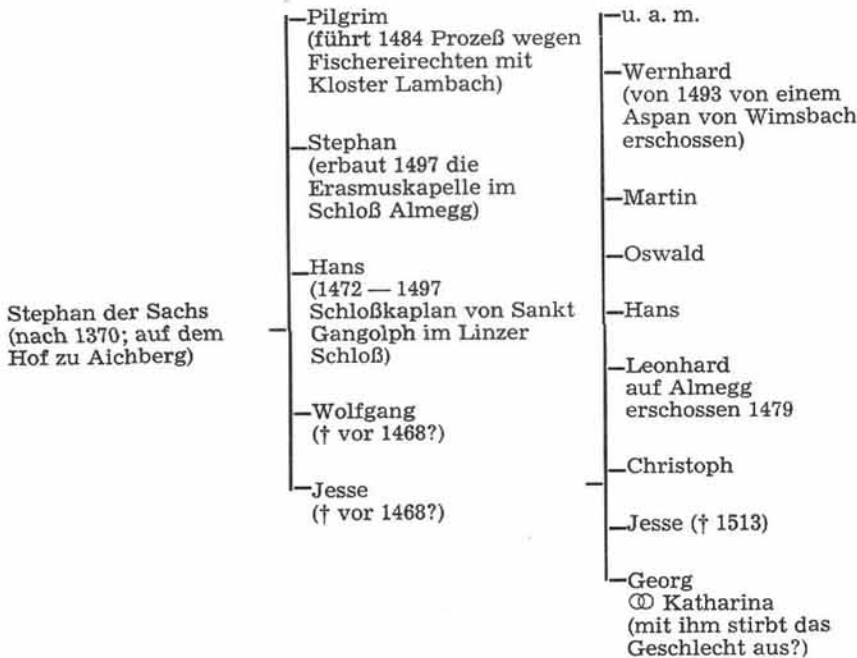 Stephan der Sachs
(nach 1370; auf dem
Hof zu Aichberg)
Pilgrim
(führt 1484 Prozeß wegen
Fischereirechten mit
Kloster Lambach)
Stephan
(erbaut 1497 die
Erasmuskapelle im
Schloß Almegg)
Hans
(1472 — 1497
Schloßkaplan von Sankt
Gangolph im Linzer
Schloß)
Wolfgang
(† vor 1468?)
Jesse
(† vor 1468?)
u. a. m.
Wernhard
(von 1493 von einem
Aspan von Wimsbach
erschossen)
Martin
Oswald
Hans
Leonhard
auf Almegg
erschossen 1479
Christoph
Jesse († 1513)
Georg
⚭ Katharina
(mit ihm stirbt das
Geschlecht aus?)